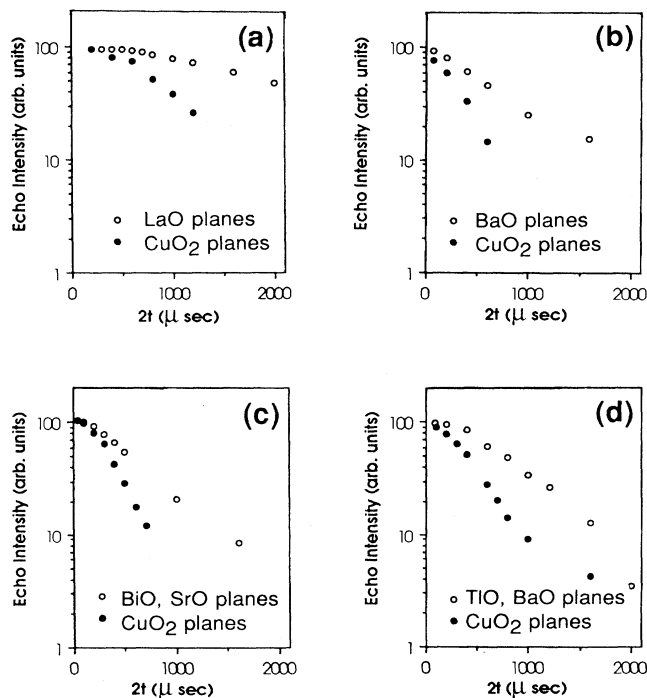 (a)
Echo Intensity (arb. units)
100
10
1
○ LaO planes
● CuO₂ planes
0 1000 2000
2t (μ sec)
(b)
Echo Intensity (arb. units)
100
10
1
○ BaO planes
● CuO₂ planes
0 1000 2000
2t (μ sec)
(c)
Echo Intensity (arb. units)
100
10
1
○ BiO, SrO planes
● CuO₂ planes
0 1000 2000
2t (μ sec)
(d)
Echo Intensity (arb. units)
100
10
1
○ TlO, BaO planes
● CuO₂ planes
0 1000 2000
2t (μ sec)